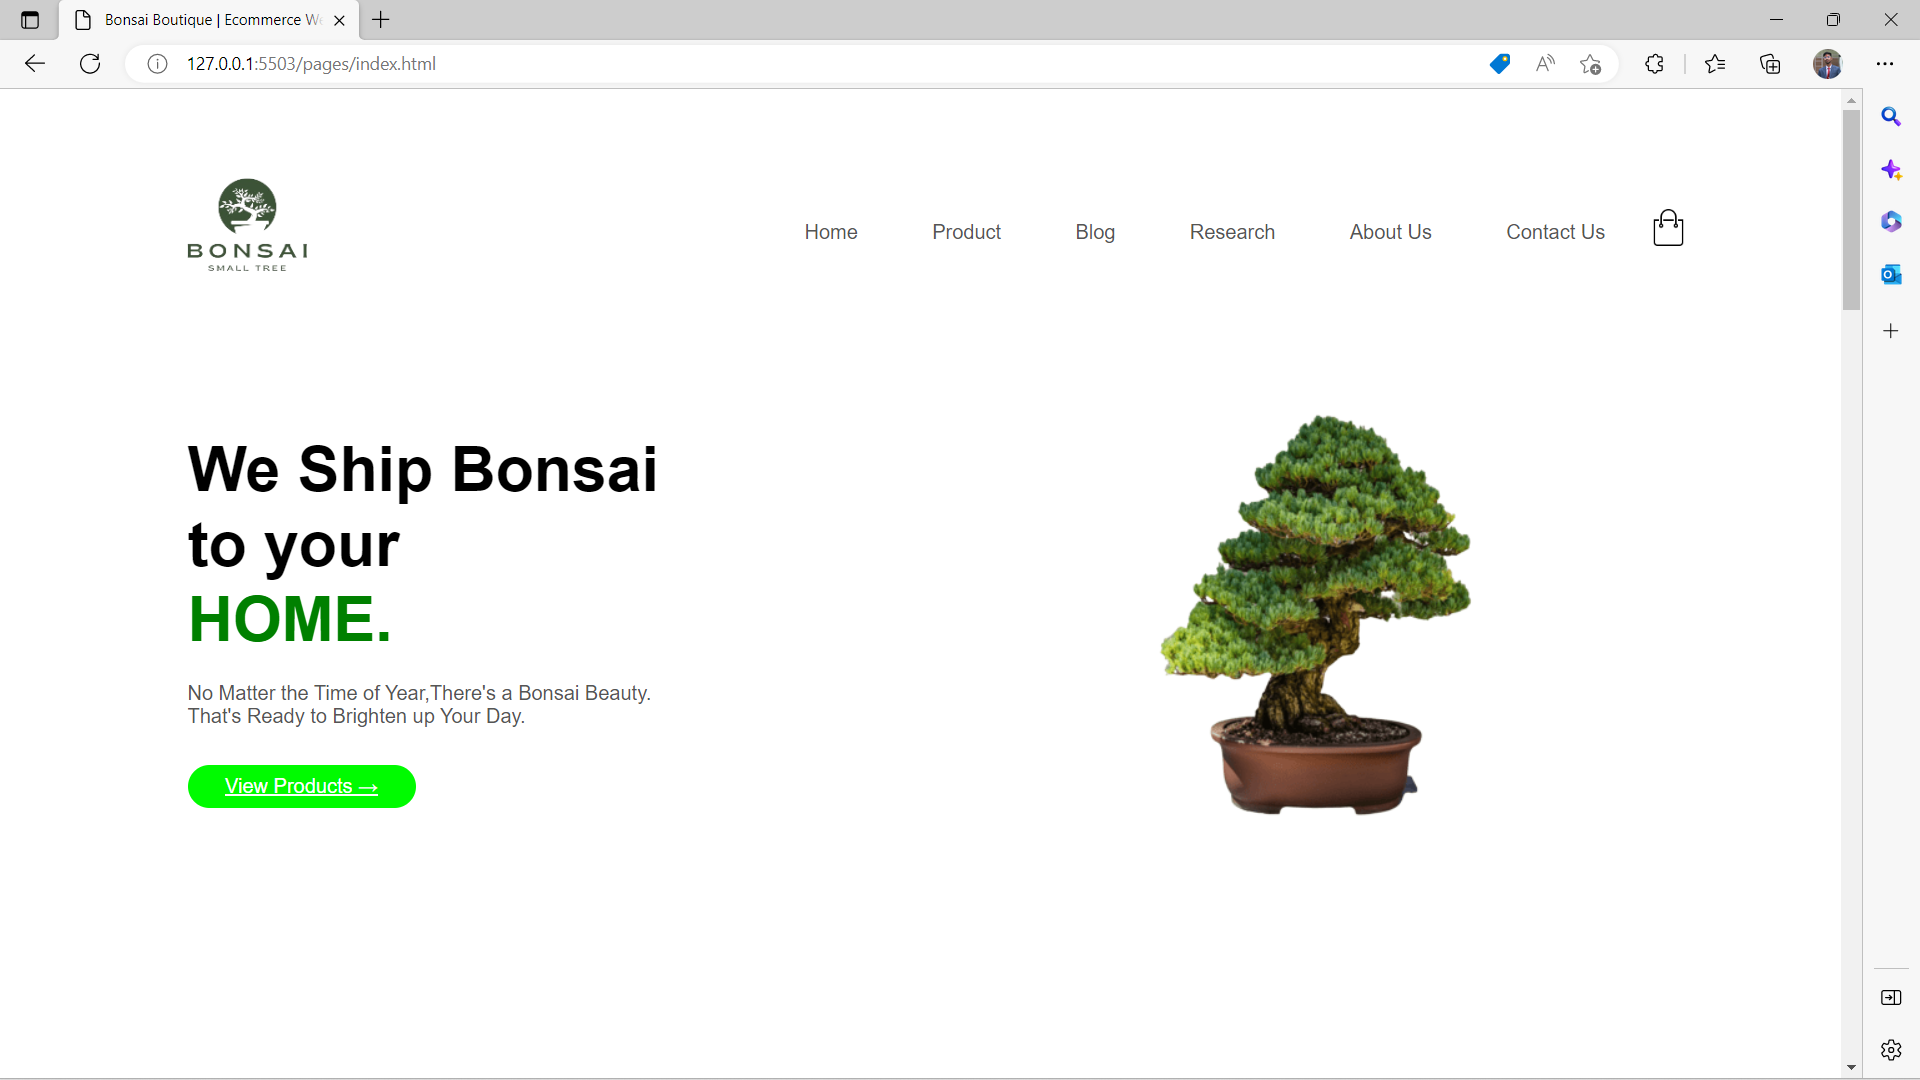 Bonsai Boutique | Ecommerce We
127.0.0.1:5503/pages/index.html
BONSAI
SMALL TREE
Home
Product
Blog
Research
About Us
Contact Us
We Ship Bonsai
to your
HOME.
No Matter the Time of Year,There's a Bonsai Beauty.
That's Ready to Brighten up Your Day.
View Products →